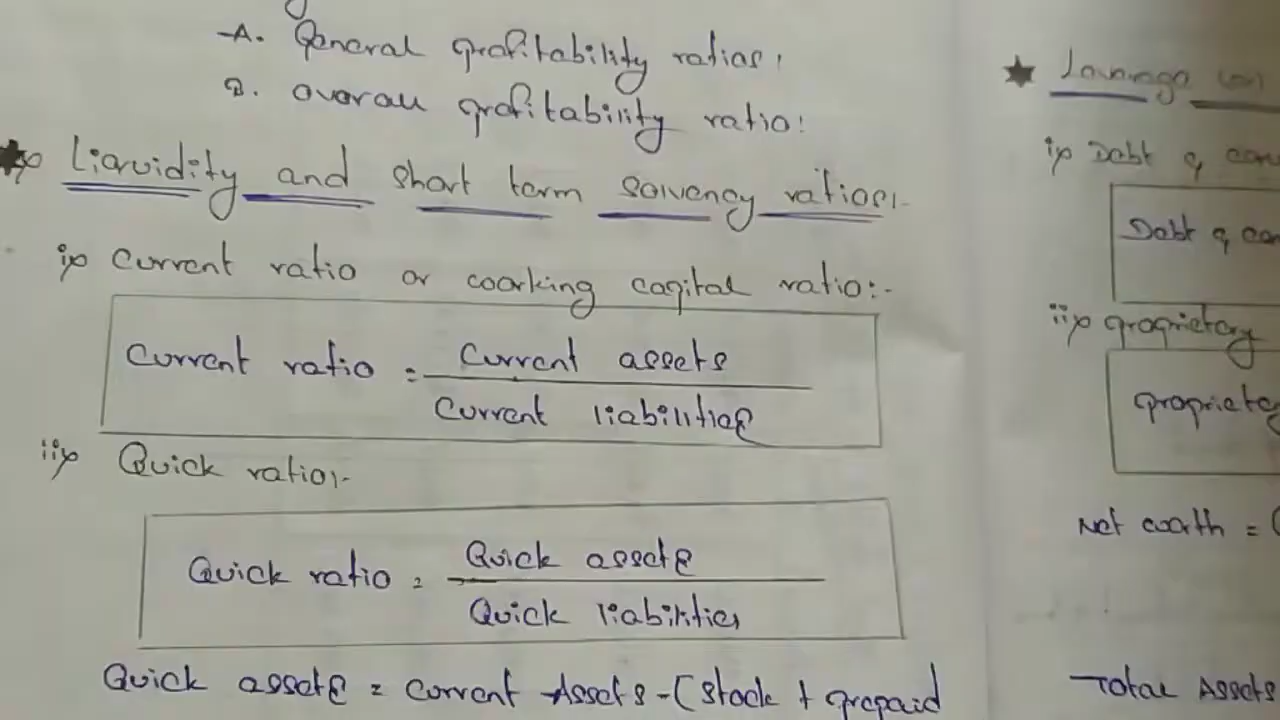 A. General profitability ratios:
B. overall profitability ratio:
Liquidity and short term solvency ratios:-
i) Current ratio or working capital ratio:-
Current ratio = Current assets
Current liabilities
ii) Quick ratio:-
Quick ratio = Quick assets
Quick liabilities
Quick assets = Current Assets - (stock + prepaid
i) Debt
Debt
ii) proprietary
Net worth = (
Total Assets